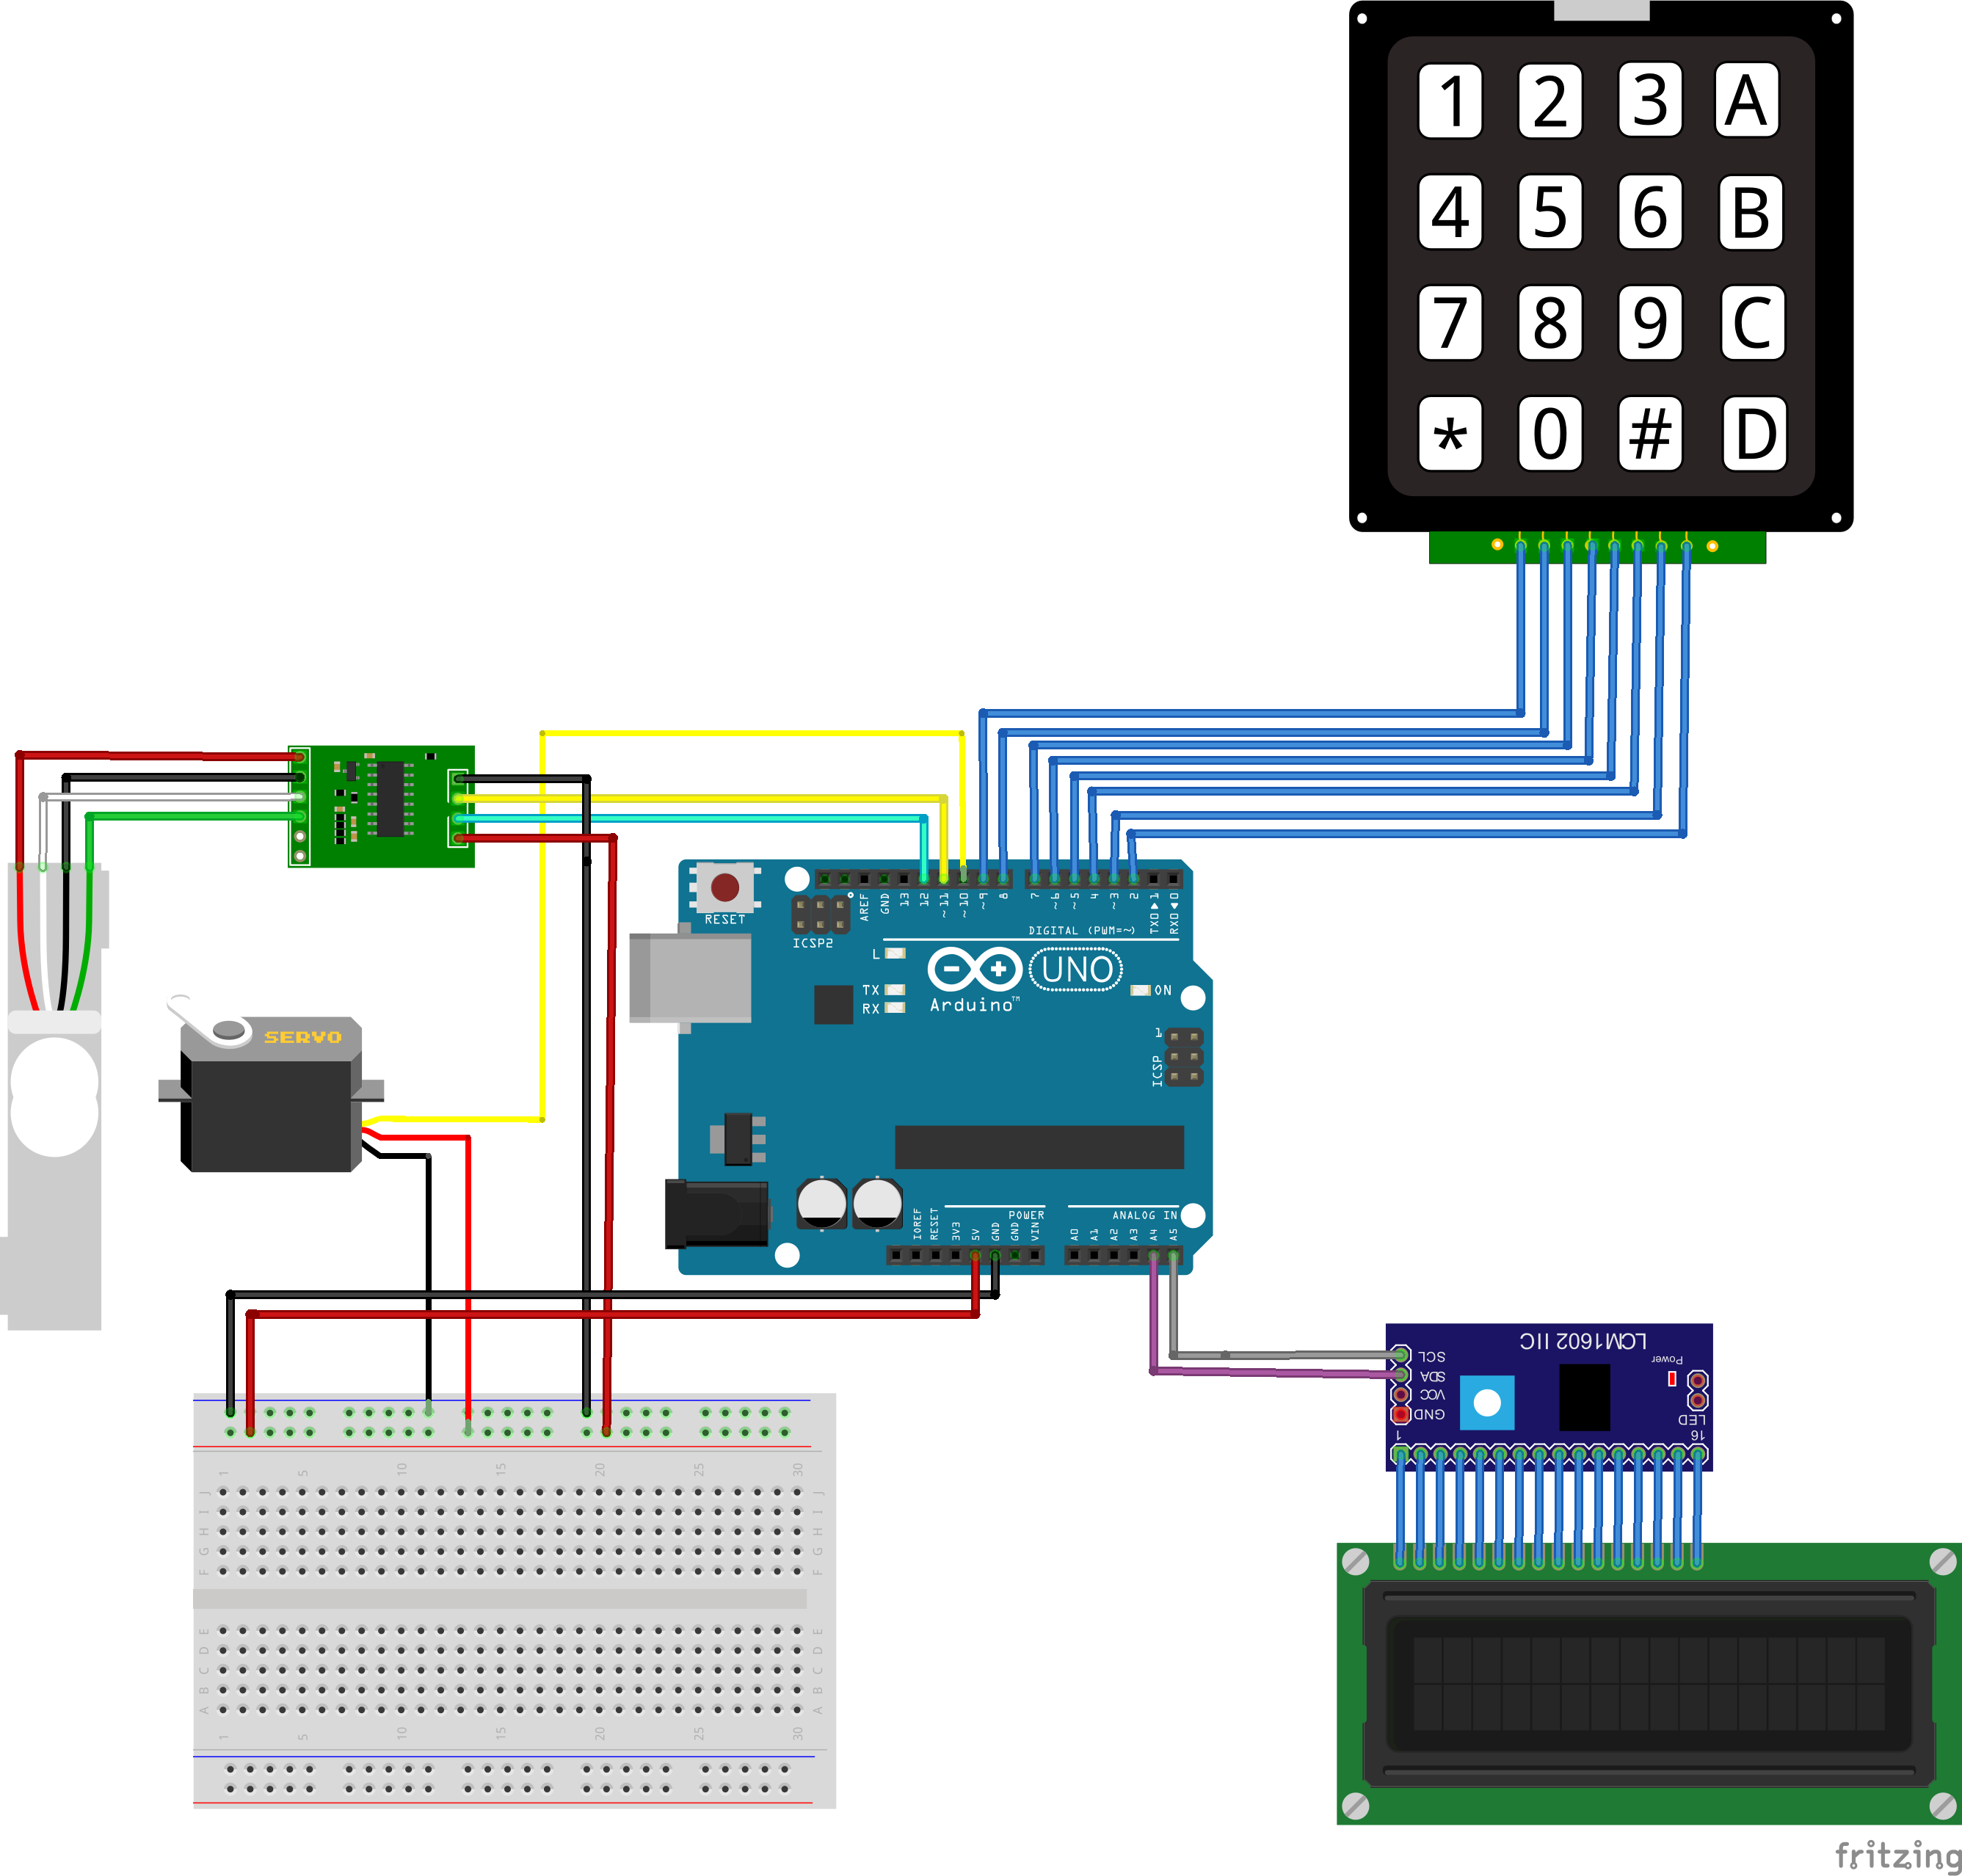 1 2 3 A
4 5 6 B
7 8 9 C
* 0 # D
RESET
ICSP2
AREF
GND
13
12
~11
~10
~9
8
7
~6
~5
4
~3
2
TX0▶1
RX0◀0
DIGITAL (PWM=~)
L
TX
RX
Arduino™
UNO
ON
1
ICSP
SERVO
IOREF
RESET
3V3
5V
GND
GND
VIN
POWER
A0
A1
A2
A3
A4
A5
ANALOG IN
LCM1602 IIC
SCL
SDA
VCC
GND
Power
LED
1
16
1 5 10 15 20 25 30
J J
I I
H H
G G
F F
E E
D D
C C
B B
A A
1 5 10 15 20 25 30
fritzing